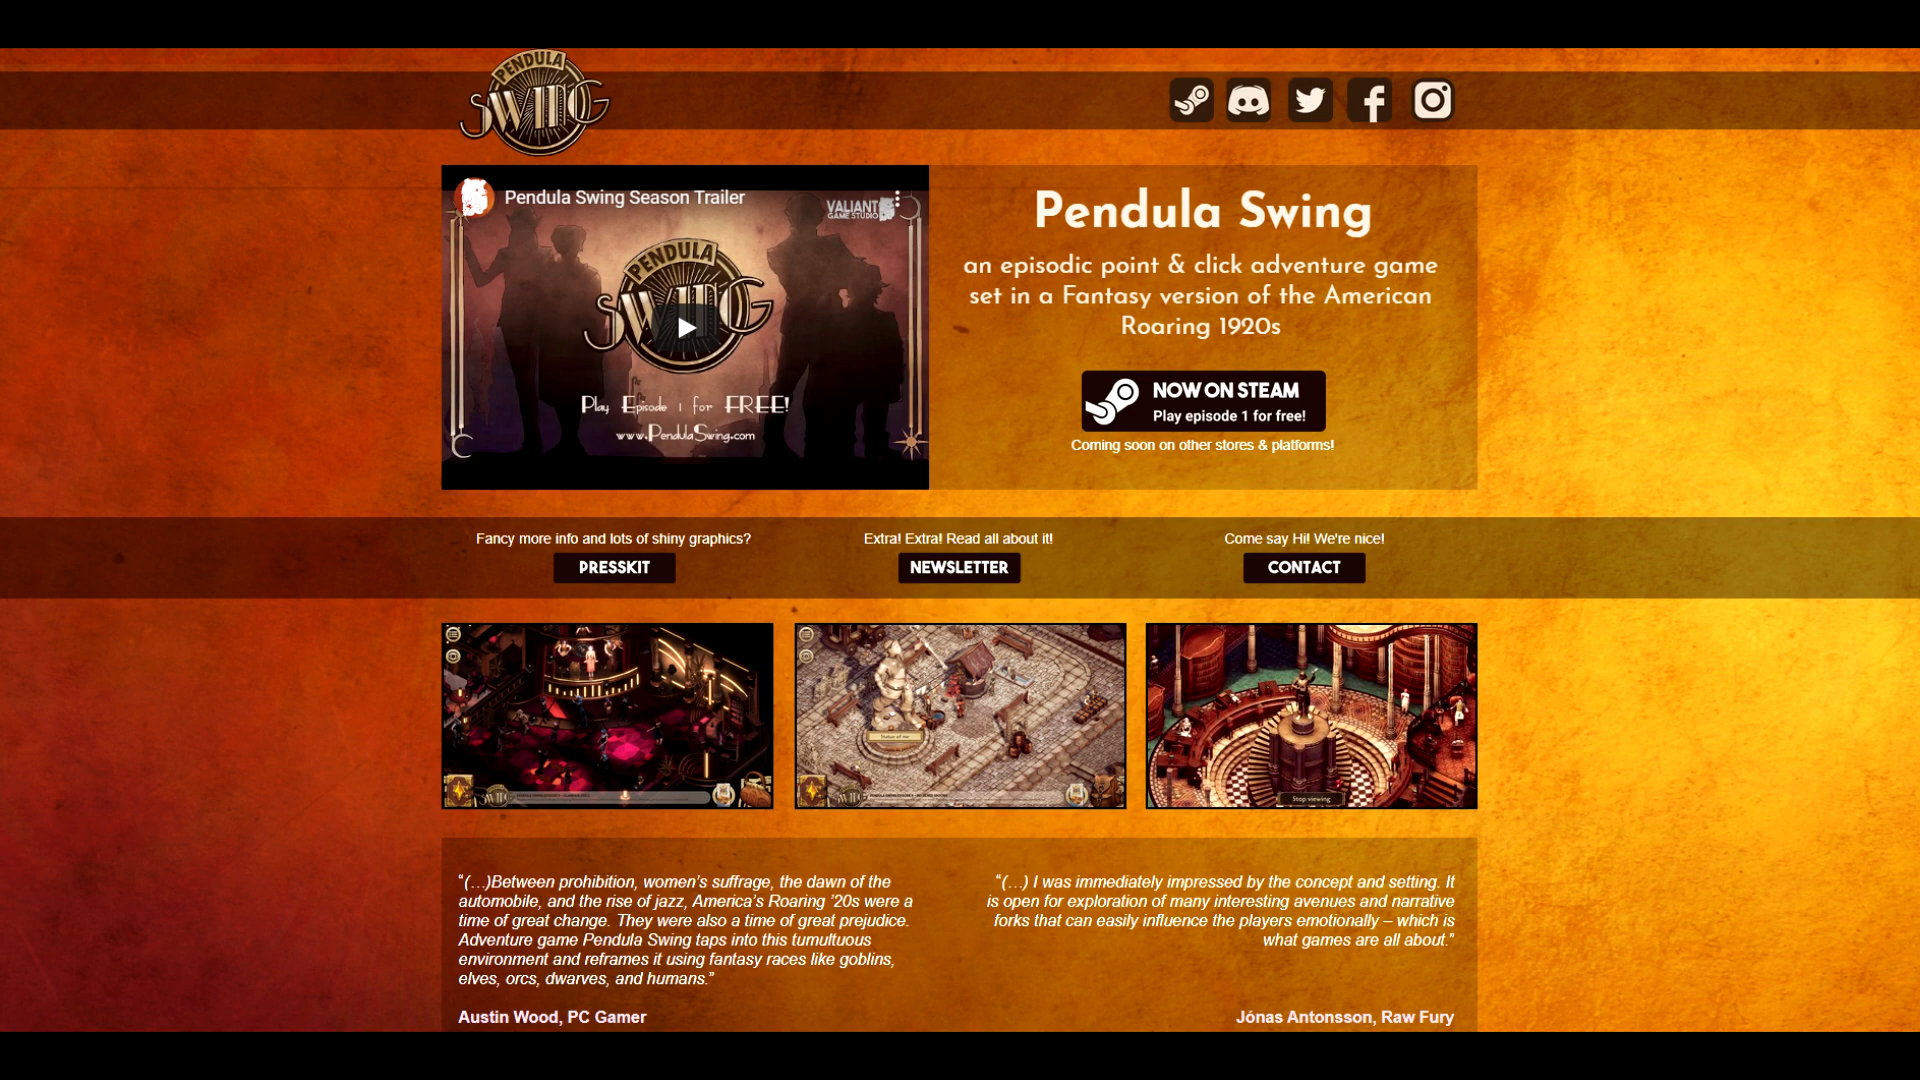 PENDULA
SWING
Pendula Swing Season Trailer
VALIANT
GAME STUDIO
PENDULA
SWING
Play Episode 1 for FREE!
www.PendulaSwing.com
Pendula Swing
an episodic point & click adventure game
set in a Fantasy version of the American
Roaring 1920s
NOW ON STEAM
Play episode 1 for free!
Coming soon on other stores & platforms!
Fancy more info and lots of shiny graphics?
PRESSKIT
Extra! Extra! Read all about it!
NEWSLETTER
Come say Hi! We're nice!
CONTACT
Statue of me
Stop viewing
“(…)Between prohibition, women’s suffrage, the dawn of the
automobile, and the rise of jazz, America’s Roaring ’20s were a
time of great change. They were also a time of great prejudice.
Adventure game Pendula Swing taps into this tumultuous
environment and reframes it using fantasy races like goblins,
elves, orcs, dwarves, and humans.”
Austin Wood, PC Gamer
“(…) I was immediately impressed by the concept and setting. It
is open for exploration of many interesting avenues and narrative
forks that can easily influence the players emotionally – which is
what games are all about.”
Jónas Antonsson, Raw Fury